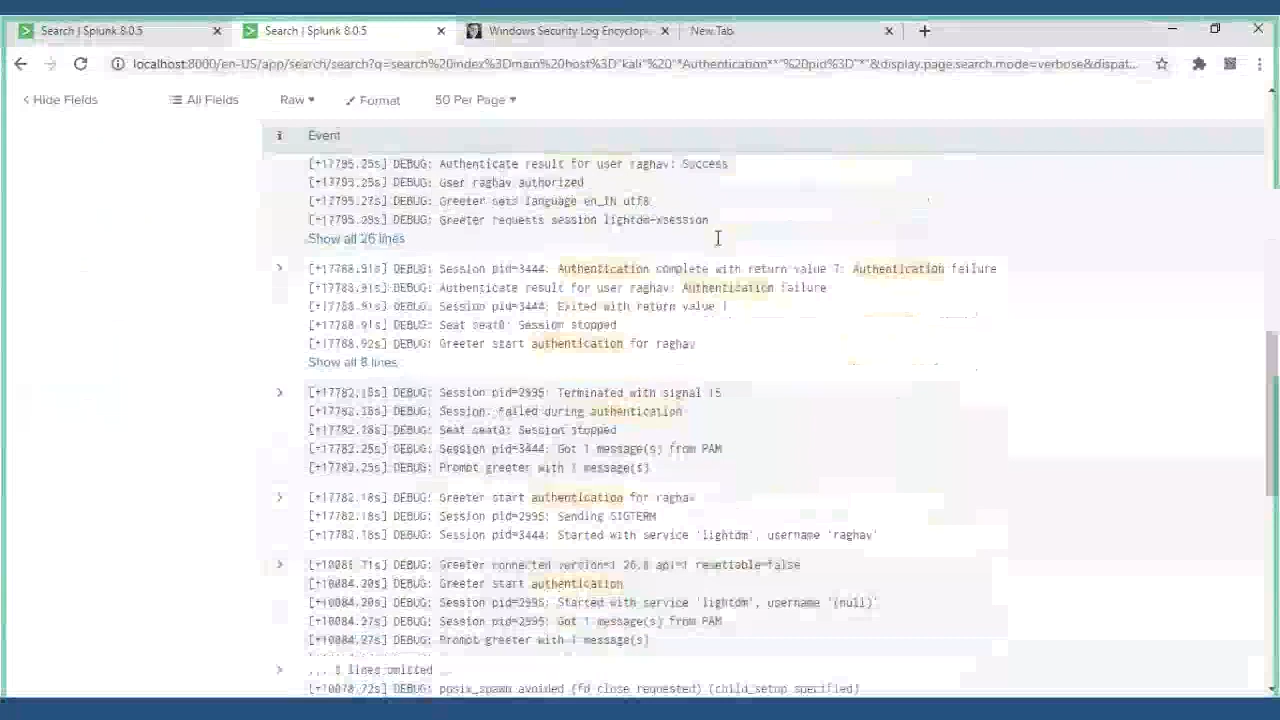 Search | Splunk 8.0.5
Search | Splunk 8.0.5
Windows Security Log Encyclop
New Tab
localhost:8000/en-US/app/search/search?q=search%20index%3Dmain%20host%3D"kali"%20"*Authentication**"%20pid%3D"*"&display.page.search.mode=verbose&dispat...
Hide Fields
All Fields
Raw
Format
50 Per Page
i Event
[+17795.25s] DEBUG: Authenticate result for user raghav: Success
[+17795.25s] DEBUG: User raghav authorized
[+17795.27s] DEBUG: Greeter sets language en_IN utf8
[+17795.29s] DEBUG: Greeter requests session lightdm-xsession
Show all 26 lines
[+17788.91s] DEBUG: Session pid=3444: Authentication complete with return value 7: Authentication failure
[+17788.91s] DEBUG: Authenticate result for user raghav: Authentication failure
[+17788.91s] DEBUG: Session pid=3444: Exited with return value 1
[+17788.91s] DEBUG: Seat seat0: Session stopped
[+17788.92s] DEBUG: Greeter start authentication for raghav
Show all 8 lines
[+17782.18s] DEBUG: Session pid=2995: Terminated with signal 15
[+17782.18s] DEBUG: Session: Failed during authentication
[+17782.18s] DEBUG: Seat seat0: Session stopped
[+17782.25s] DEBUG: Session pid=3444: Got 1 message(s) from PAM
[+17782.25s] DEBUG: Prompt greeter with 1 message(s)
[+17782.18s] DEBUG: Greeter start authentication for raghav
[+17782.18s] DEBUG: Session pid=2995: Sending SIGTERM
[+17782.18s] DEBUG: Session pid=3444: Started with service 'lightdm', username 'raghav'
DEBUG: Greeter connected version=1.26.0 api=1 resettable=false
[+10084.20s] DEBUG: Greeter start authentication
[+10084.20s] DEBUG: Session pid=2995: Started with service 'lightdm', username '(null)'
[+10084.27s] DEBUG: Session pid=2995: Got 1 message(s) from PAM
[+10084.27s] DEBUG: Prompt greeter with 1 message(s)
lines omitted ...
[+10078.72s] DEBUG: posix_spawn avoided (fd close requested) (child_setup specified)